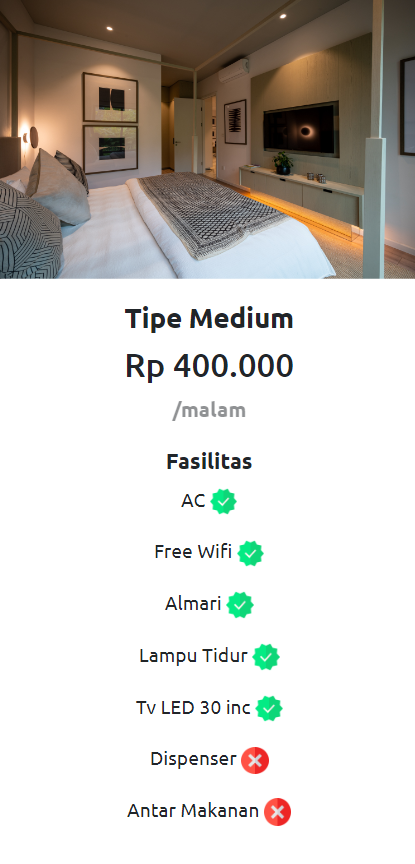 Tipe Medium
Rp 400.000
/malam
Fasilitas
AC
Free Wifi
Almari
Lampu Tidur
Tv LED 30 inc
Dispenser
Antar Makanan